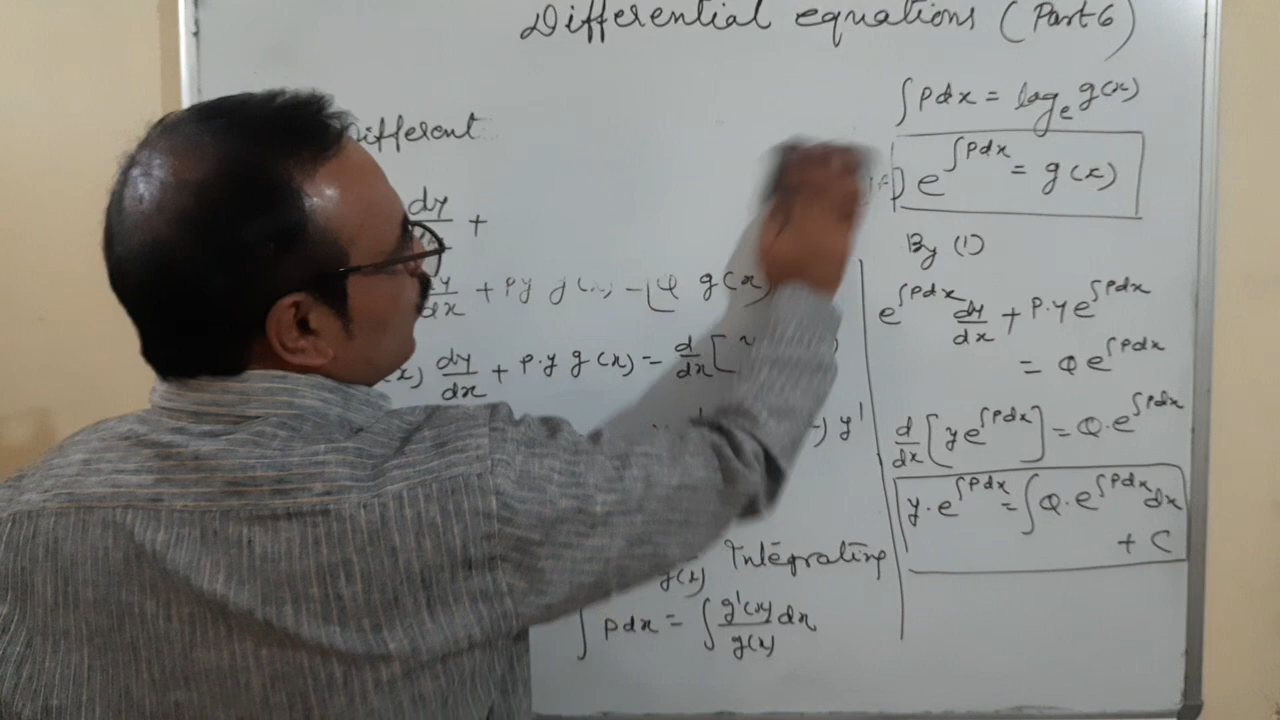 Differential equations (Part 6)
Different
dy +
dy/dx + Py g(x) = Q g(x)
dy/dx + P.y g(x) = d/dx [
y'
g(x) Integrating
∫ Pdx = ∫ g'(x)/g(x) dx
∫ Pdx = log_e g(x)
e^{∫Pdx} = g(x)
By (1)
e^{∫Pdx} dy/dx + P.y e^{∫Pdx}
= Q e^{∫Pdx}
d/dx [y e^{∫Pdx}] = Q.e^{∫Pdx}
y.e^{∫Pdx} = ∫ Q.e^{∫Pdx} dx
+ C